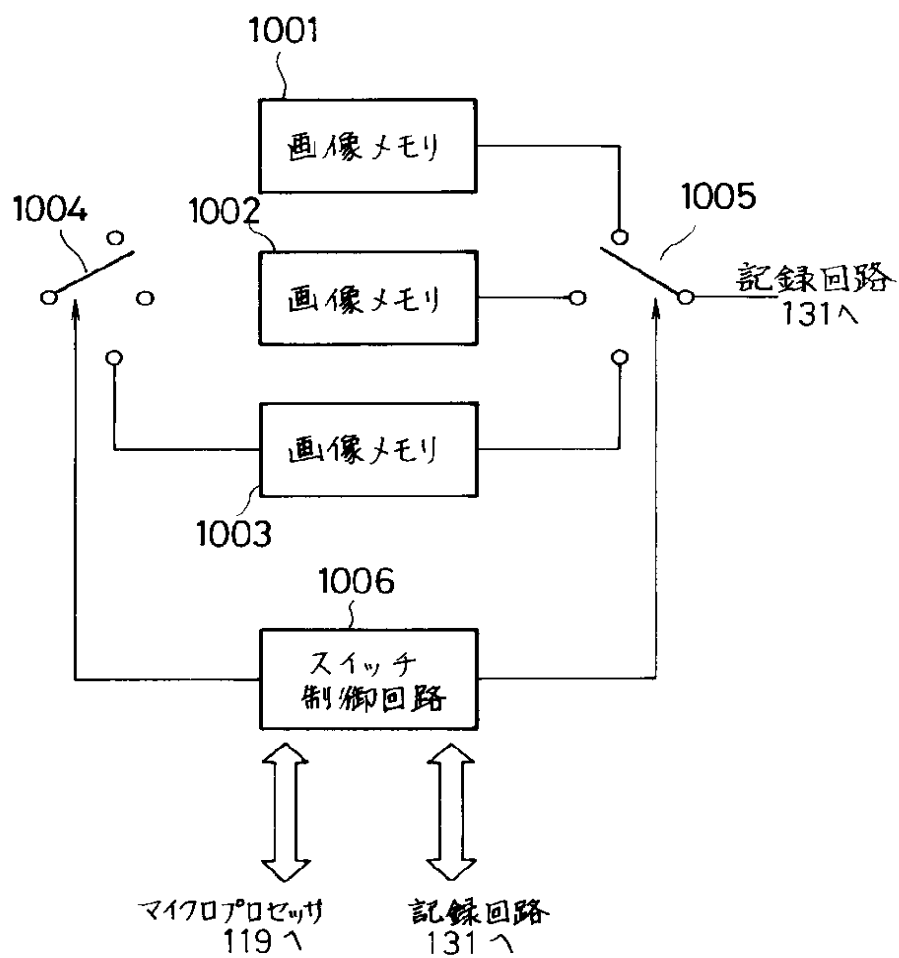 1001
画像メモリ
1004
1002
1005
画像メモリ
記録回路
131へ
画像メモリ
1003
1006
スイッチ
制御回路
マイクロプロセッサ
119へ
記録回路
131へ